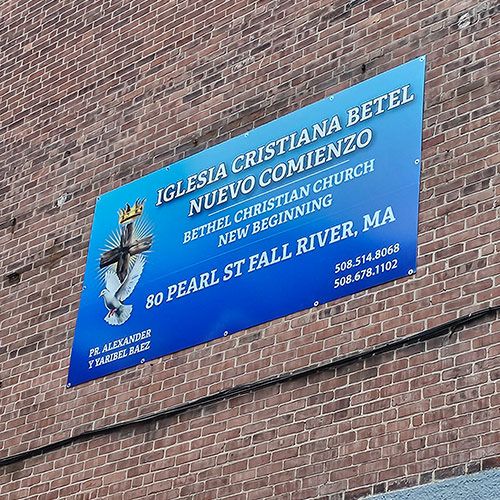 IGLESIA CRISTIANA BETEL
NUEVO COMIENZO
BETHEL CHRISTIAN CHURCH
NEW BEGINNING
80 PEARL ST FALL RIVER, MA
508.514.8068
508.678.1102
PR. ALEXANDER
Y YARIBEL BAEZ